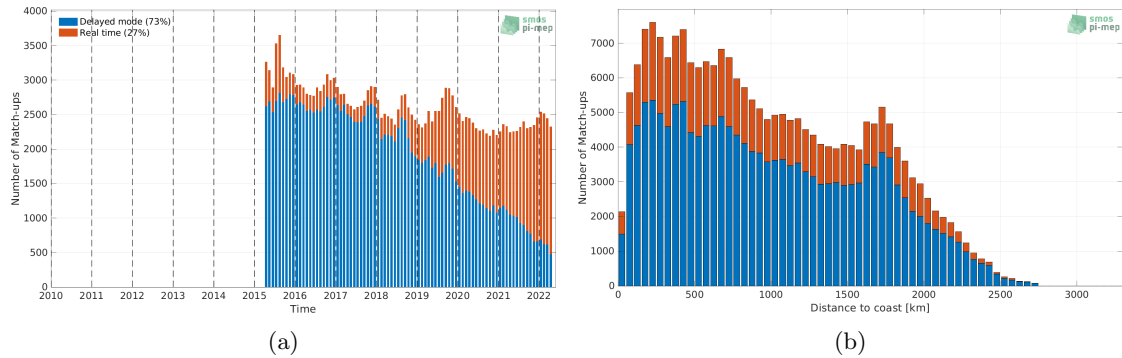 4000
3500
3000
2500
2000
1500
1000
500
0
Number of Match-ups
Delayed mode (73%)
Real time (27%)
smos
pi-mep
2010 2011 2012 2013 2014 2015 2016 2017 2018 2019 2020 2021 2022
Time
(a)
7000
6000
5000
4000
3000
2000
1000
0
Number of Match-ups
smos
pi-mep
0 500 1000 1500 2000 2500 3000
Distance to coast [km]
(b)